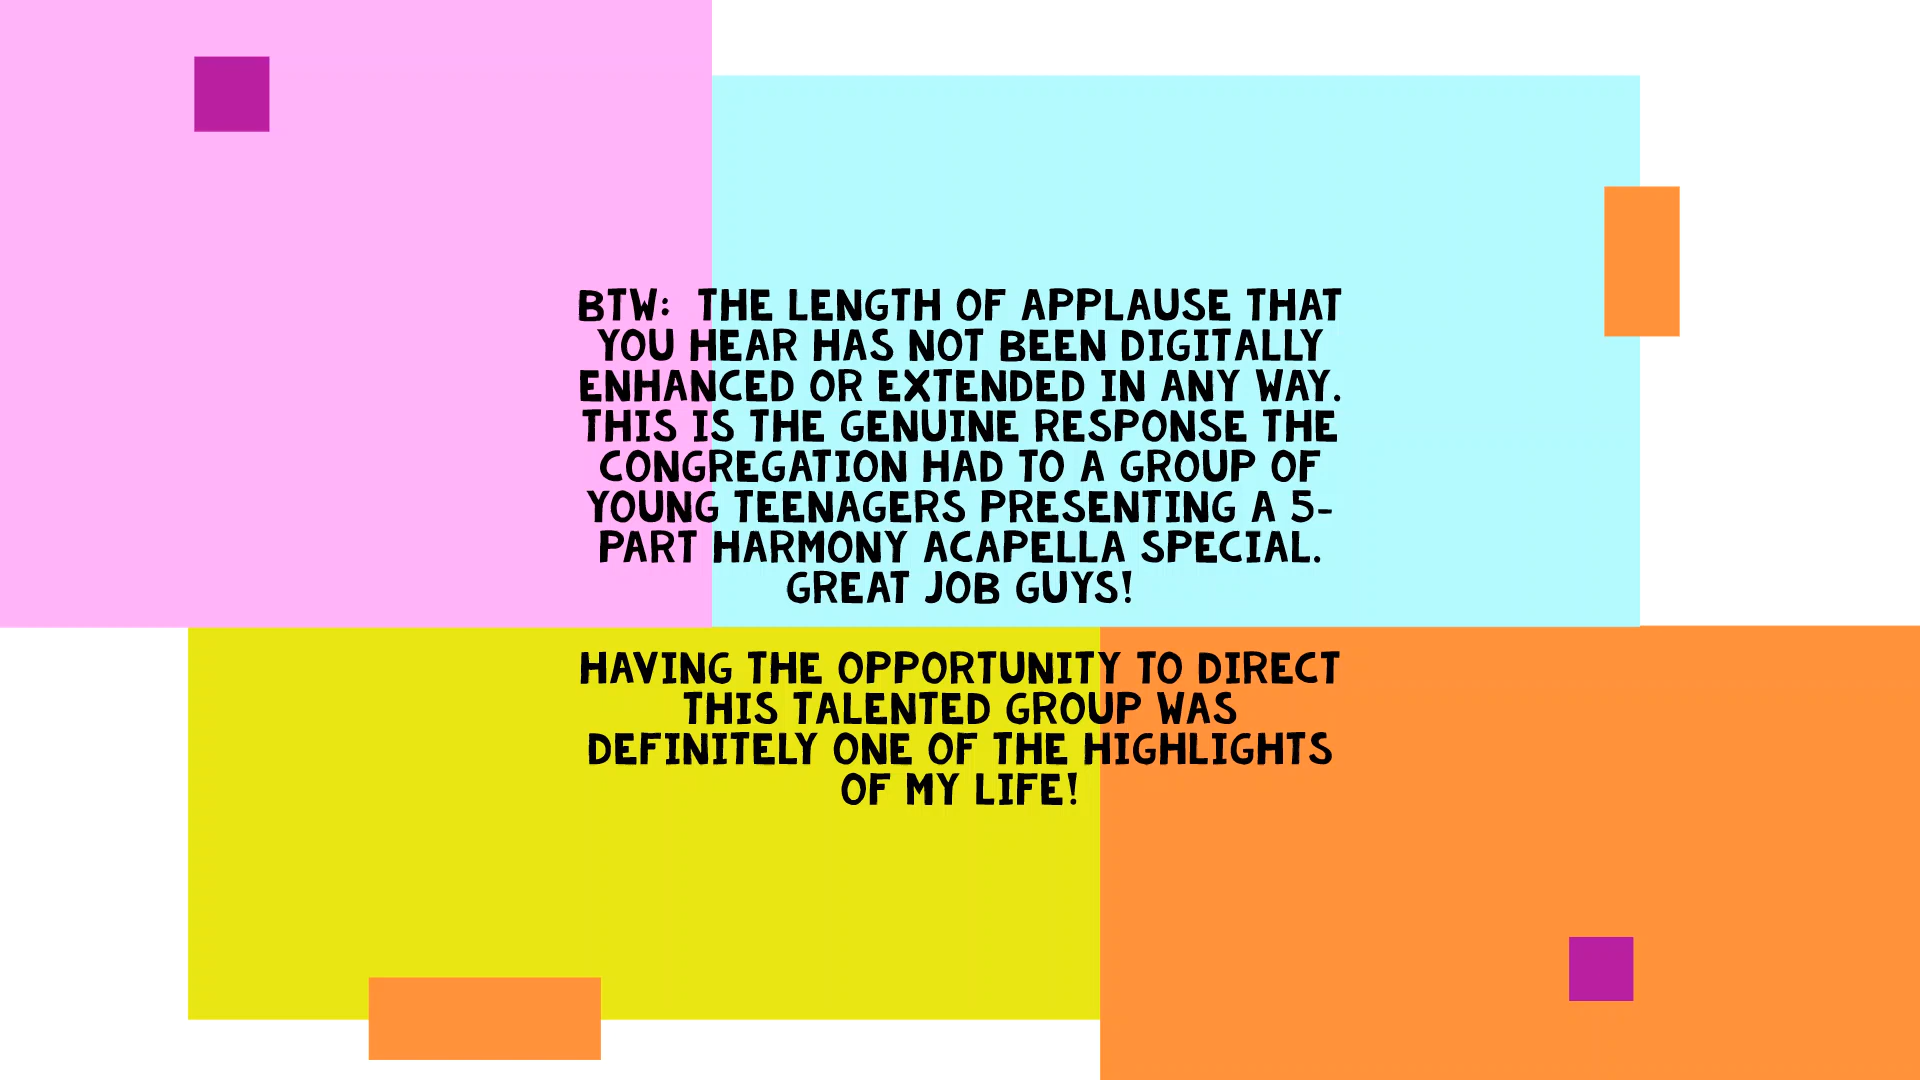 BTW:  THE LENGTH OF APPLAUSE THAT
YOU HEAR HAS NOT BEEN DIGITALLY
ENHANCED OR EXTENDED IN ANY WAY.
THIS IS THE GENUINE RESPONSE THE
CONGREGATION HAD TO A GROUP OF
YOUNG TEENAGERS PRESENTING A 5-
PART HARMONY ACAPELLA SPECIAL.
GREAT JOB GUYS!
HAVING THE OPPORTUNITY TO DIRECT
THIS TALENTED GROUP WAS
DEFINITELY ONE OF THE HIGHLIGHTS
OF MY LIFE!